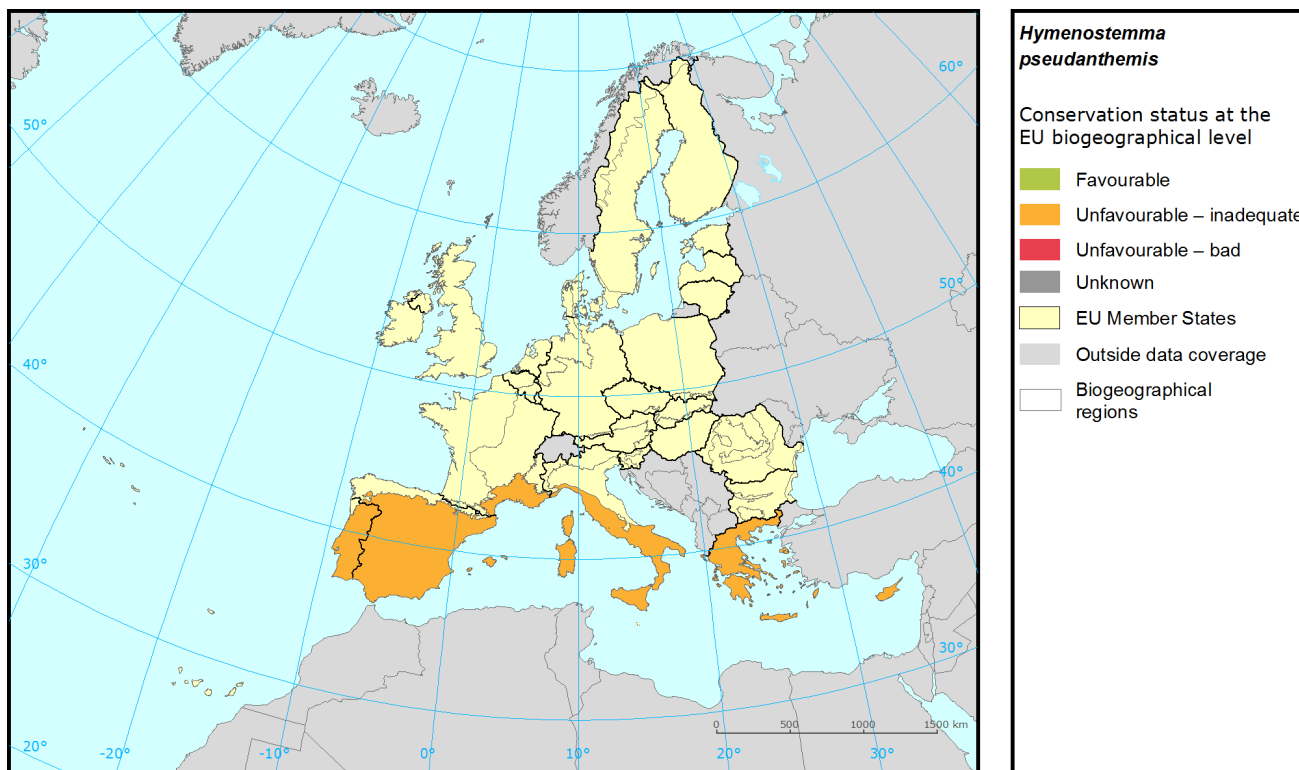 60°
50°
50°
40°
40°
30°
30°
20°
-20°
-10°
0°
10°
20°
30°
0 500 1000 1500 km
Hymenostemma
pseudanthemis
Conservation status at the
EU biogeographical level
Favourable
Unfavourable – inadequate
Unfavourable – bad
Unknown
EU Member States
Outside data coverage
Biogeographical
regions